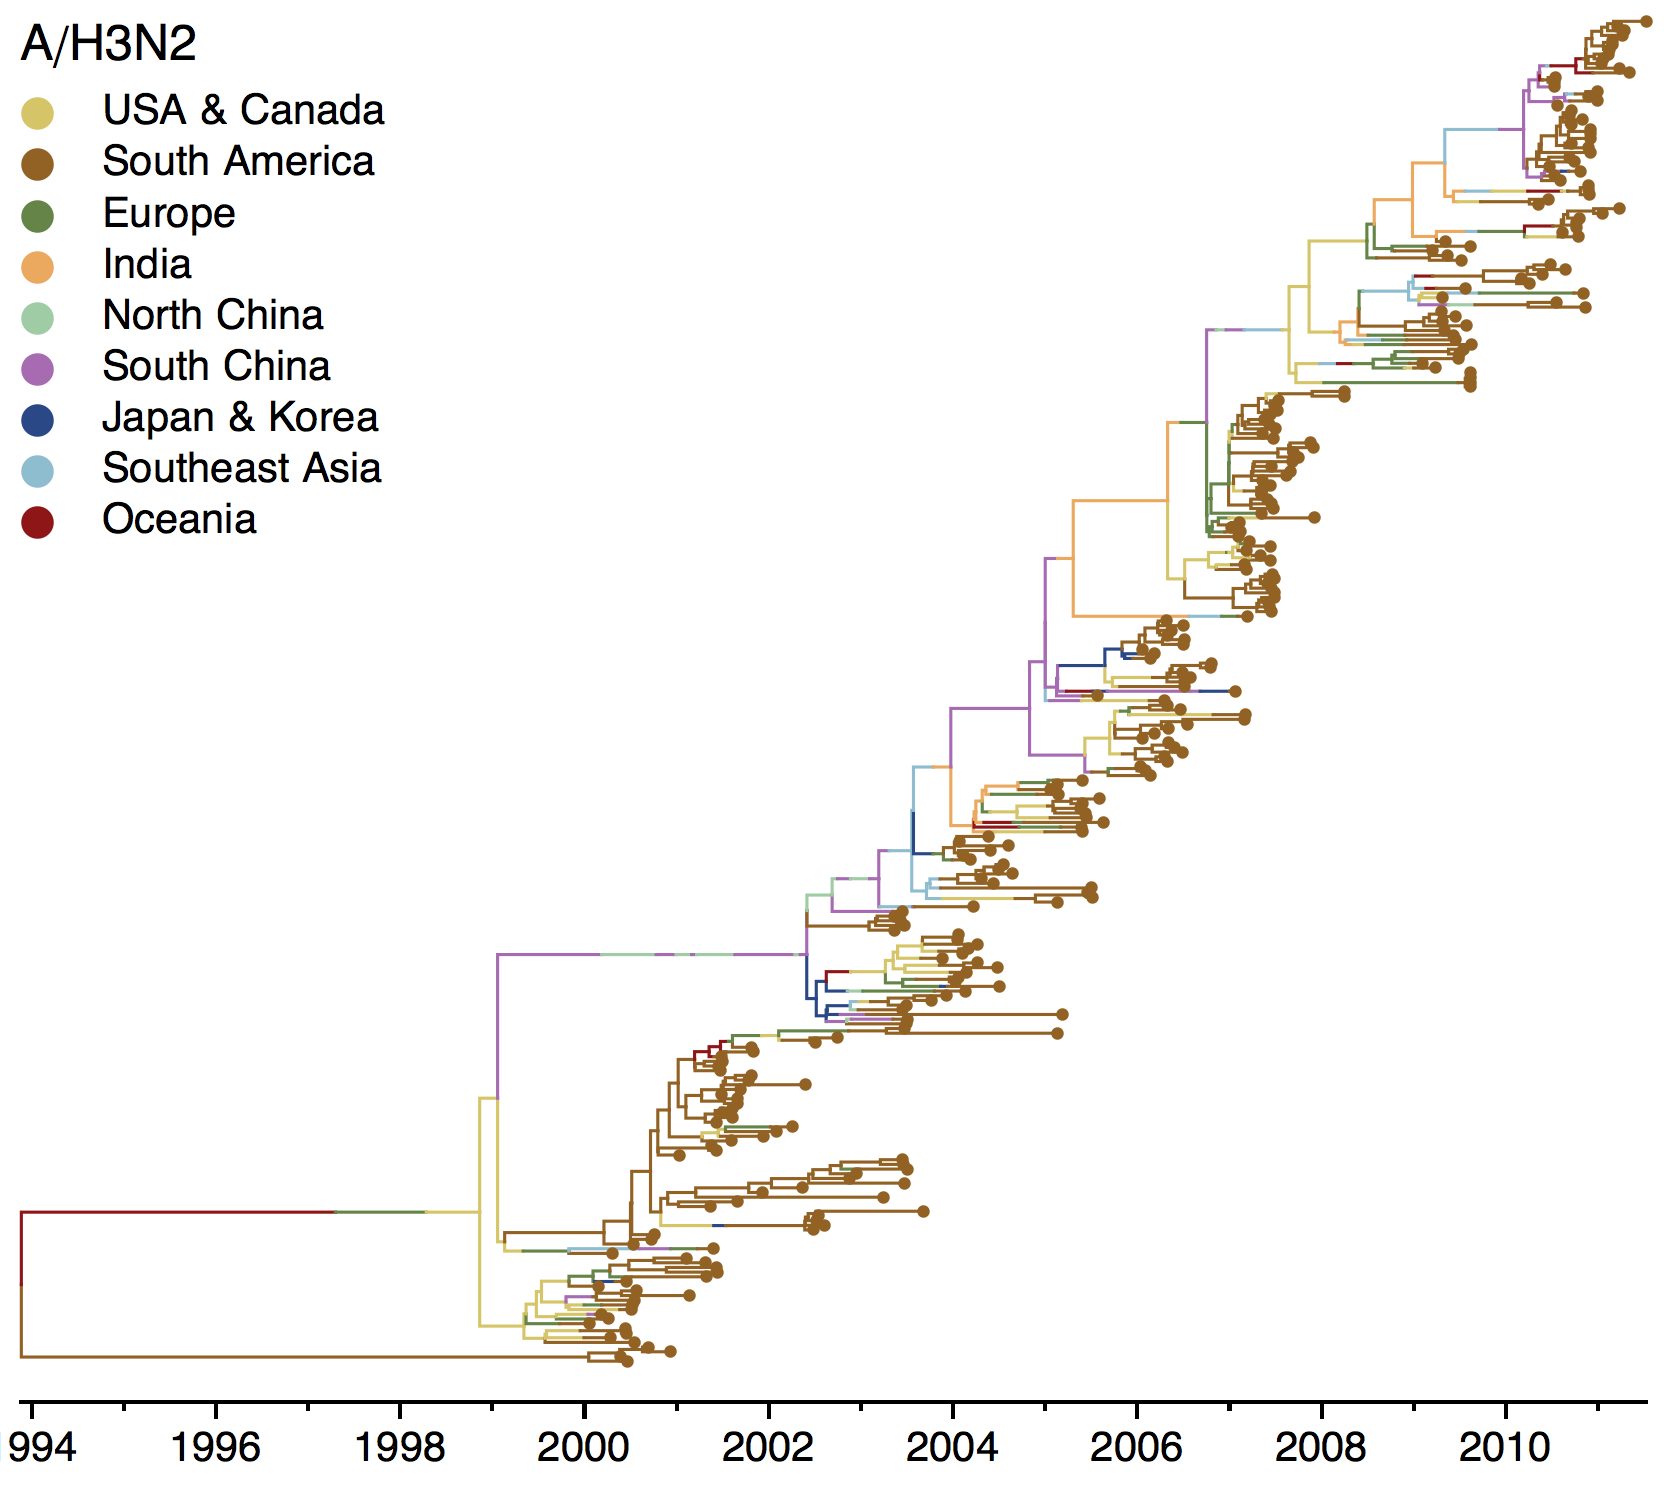 A/H3N2
USA & Canada
South America
Europe
India
North China
South China
Japan & Korea
Southeast Asia
Oceania
994 1996 1998 2000 2002 2004 2006 2008 2010